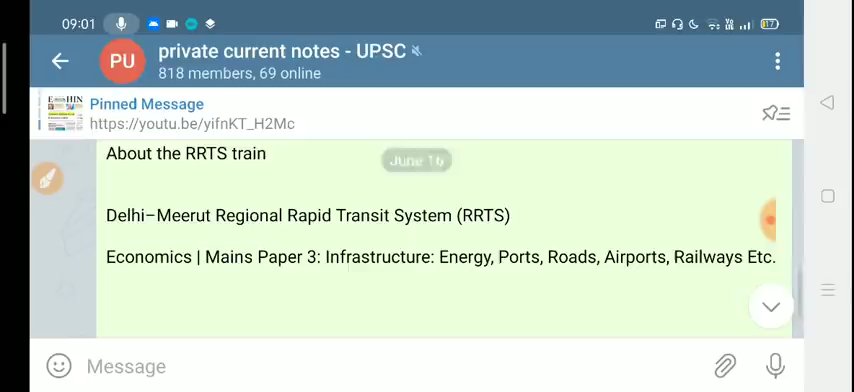 09:01
private current notes - UPSC
PU
818 members, 69 online
Pinned Message
https://youtu.be/yifnKT_H2Mc
About the RRTS train
June 16
Delhi–Meerut Regional Rapid Transit System (RRTS)
Economics | Mains Paper 3: Infrastructure: Energy, Ports, Roads, Airports, Railways Etc.
Message